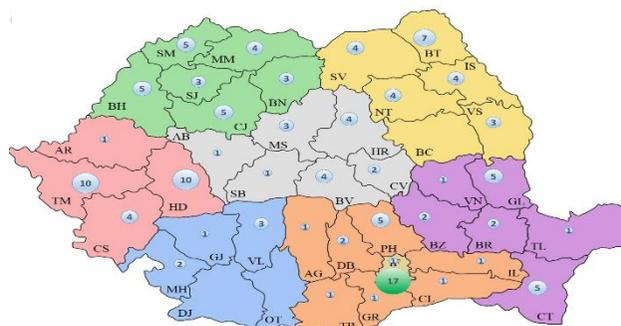 5
SM
4
MM
4
SV
7
BT
IS
5
BH
3
SJ
3
BN
4
4
NT
5
CJ
VS
3
BC
1
AR
AB
1
3
MS
4
HR
10
TM
10
HD
1
SB
4
BV
2
CV
1
VN
5
GL
4
CS
1
GJ
3
VL
1
AG
2
DB
5
PH
2
BZ
2
BR
1
TL
2
MH
17
1
IL
DJ
OT
1
TR
1
GR
1
CL
5
CT